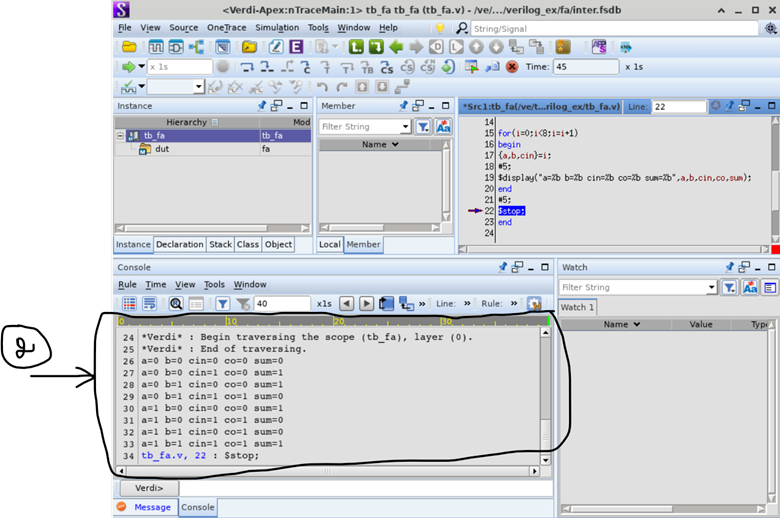 <Verdi-Apex:nTraceMain:1> tb_fa tb_fa (tb_fa.v) - /ve/.../verilog_ex/fa/inter.fsdb
File View Source OneTrace Simulation Tools Window Help
String/Signal
x 1s
Time: 45 x 1s
Instance
Hierarchy Mod
tb_fa tb_fa
dut fa
Instance Declaration Stack Class Object
Member
Filter String
Name
Local Member
*Src1:tb_fa(/ve/t...rilog_ex/tb_fa.v) Line: 22
14
15 for(i=0;i<8;i=i+1)
16 begin
17 {a,b,cin}=i;
18 #5;
19 $display("a=%b b=%b cin=%b co=%b sum=%b",a,b,cin,co,sum);
20 end
21 #5;
22 $stop;
23 end
24
2
Console
Rule Time View Tools Window
40 x1s Line: Rule:
0 10 20 30
24 *Verdi* : Begin traversing the scope (tb_fa), layer (0).
25 *Verdi* : End of traversing.
26 a=0 b=0 cin=0 co=0 sum=0
27 a=0 b=0 cin=1 co=0 sum=1
28 a=0 b=1 cin=0 co=0 sum=1
29 a=0 b=1 cin=1 co=1 sum=0
30 a=1 b=0 cin=0 co=0 sum=1
31 a=1 b=0 cin=1 co=1 sum=0
32 a=1 b=1 cin=0 co=1 sum=0
33 a=1 b=1 cin=1 co=1 sum=1
34 tb_fa.v, 22 : $stop;
Verdi>
Message Console
Watch
Filter String
Watch 1
Name Value Type